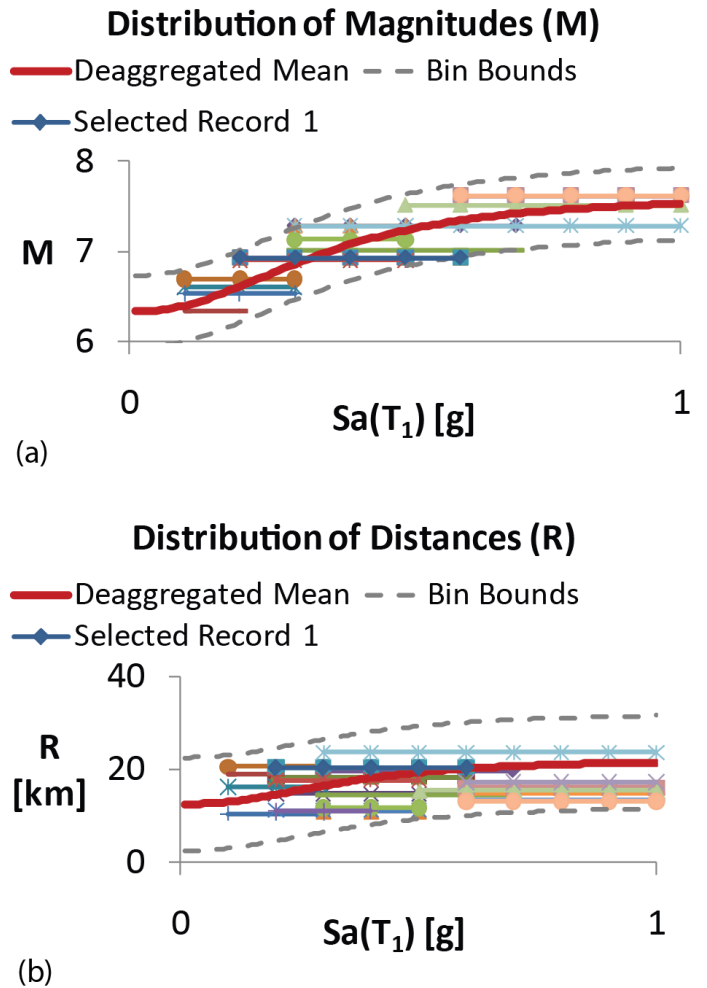 Distribution of Magnitudes (M)
Deaggregated Mean Bin Bounds
Selected Record 1
8
7
M
6
0 1
Sa(T₁) [g]
(a)
Distribution of Distances (R)
Deaggregated Mean Bin Bounds
Selected Record 1
40
R
20
[km]
0
0 1
Sa(T₁) [g]
(b)